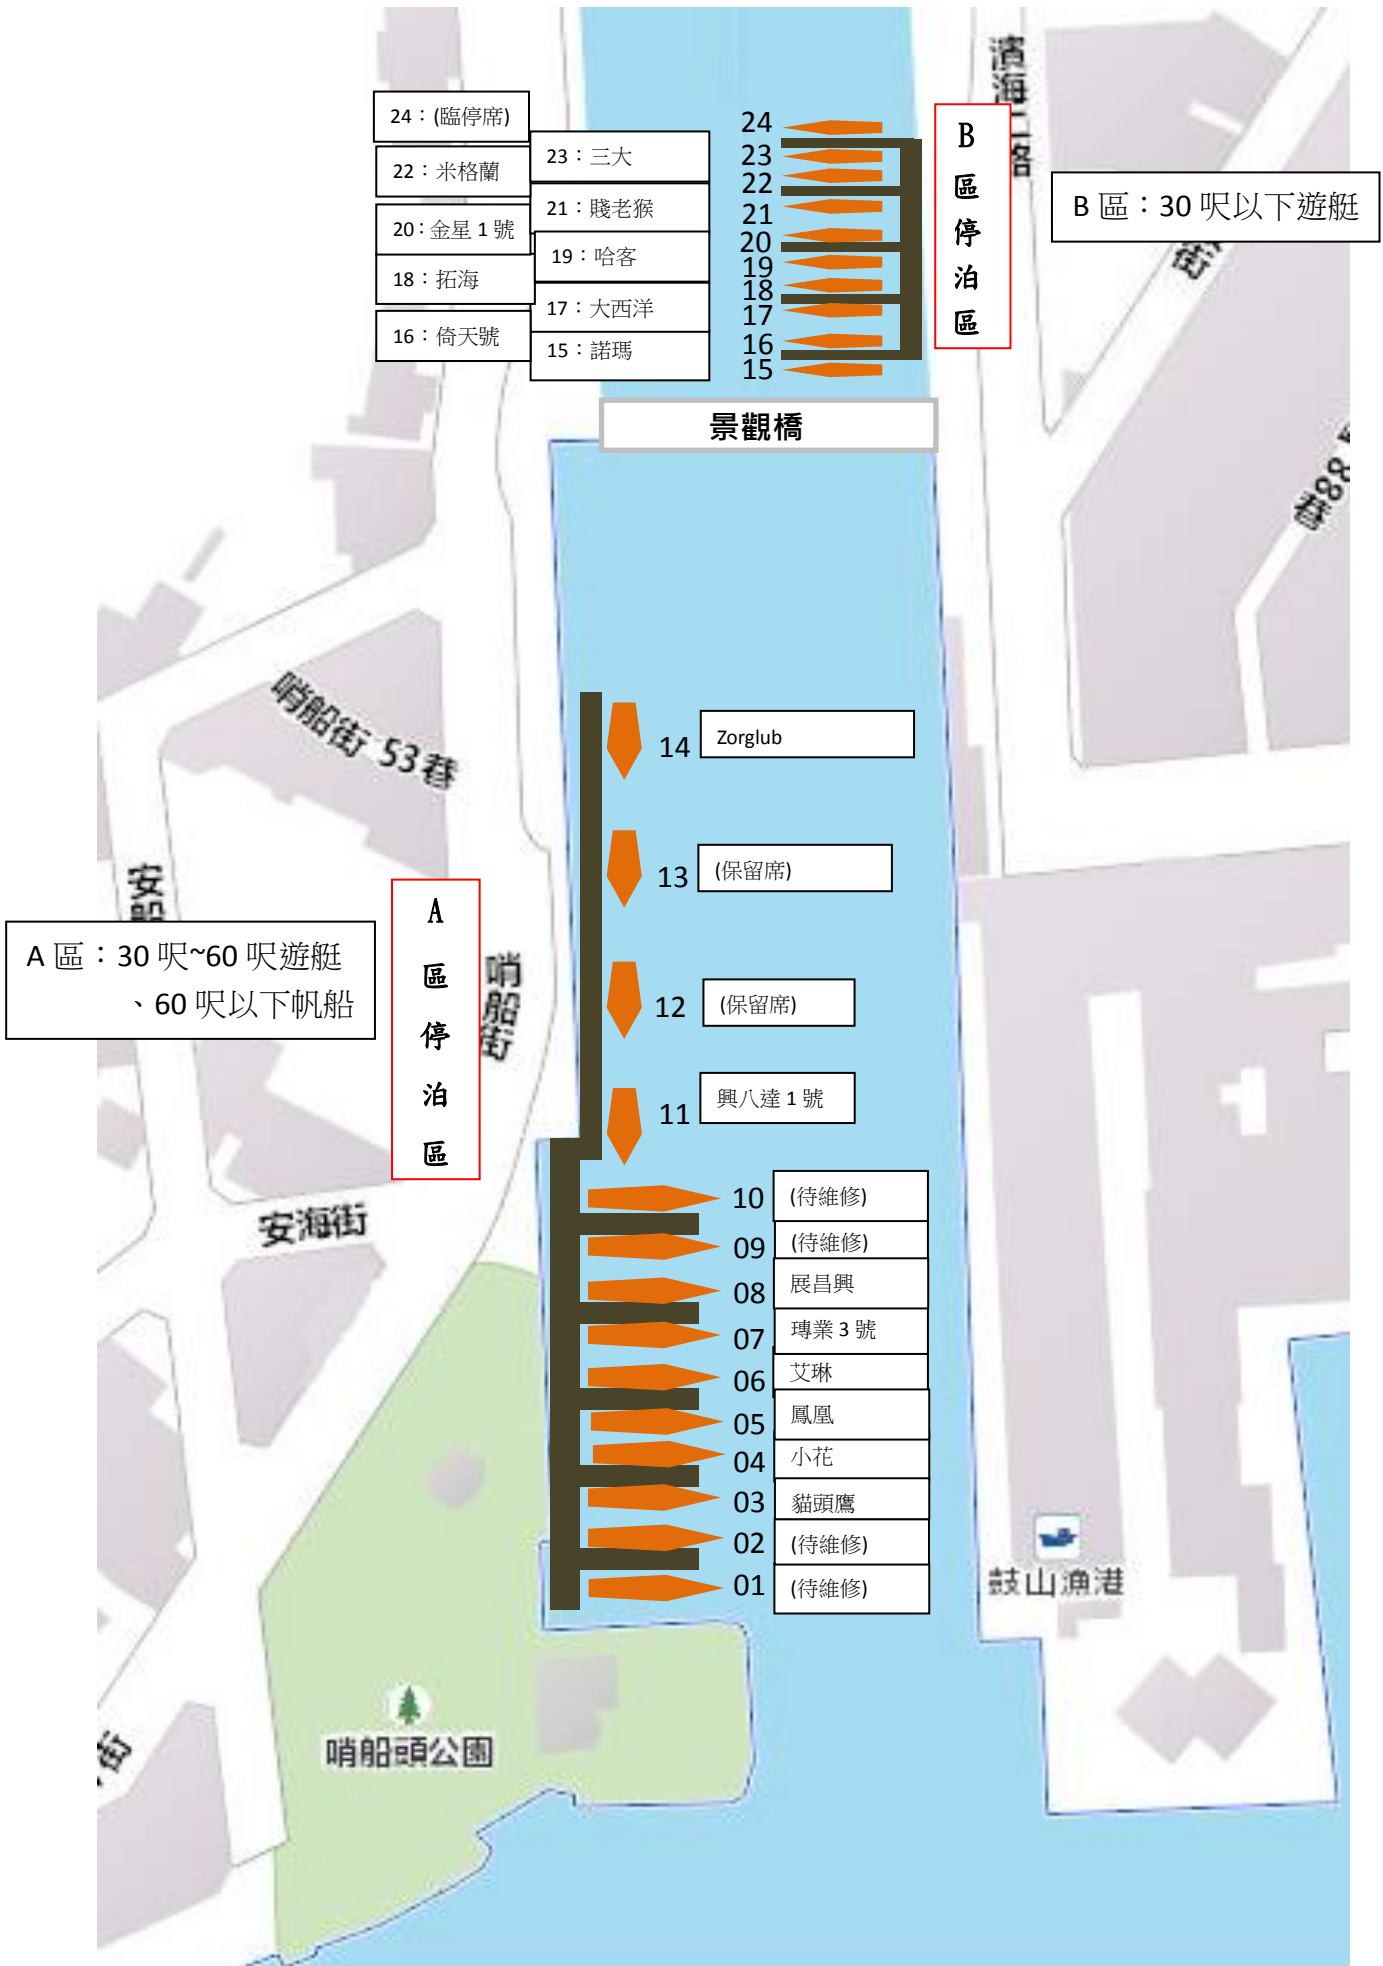 24：(臨停席)
23：三大
22：米格蘭
21：賤老猴
20：金星 1 號
19：哈客
18：拓海
17：大西洋
16：倚天號
15：諾瑪
24
23
22
21
20
19
18
17
16
15
B
區
停
泊
區
B 區：30 呎以下遊艇
街
景觀橋
巷88
哨船街 53巷
14 Zorglub
13 (保留席)
12 (保留席)
11 興八達 1 號
安船
A
區
停
泊
區
A 區：30 呎~60 呎遊艇
、60 呎以下帆船
哨船街
安海街
10 (待維修)
09 (待維修)
08 展昌興
07 瑼業 3 號
06 艾琳
05 鳳凰
04 小花
03 貓頭鷹
02 (待維修)
01 (待維修)
鼓山漁港
哨船頭公園
街